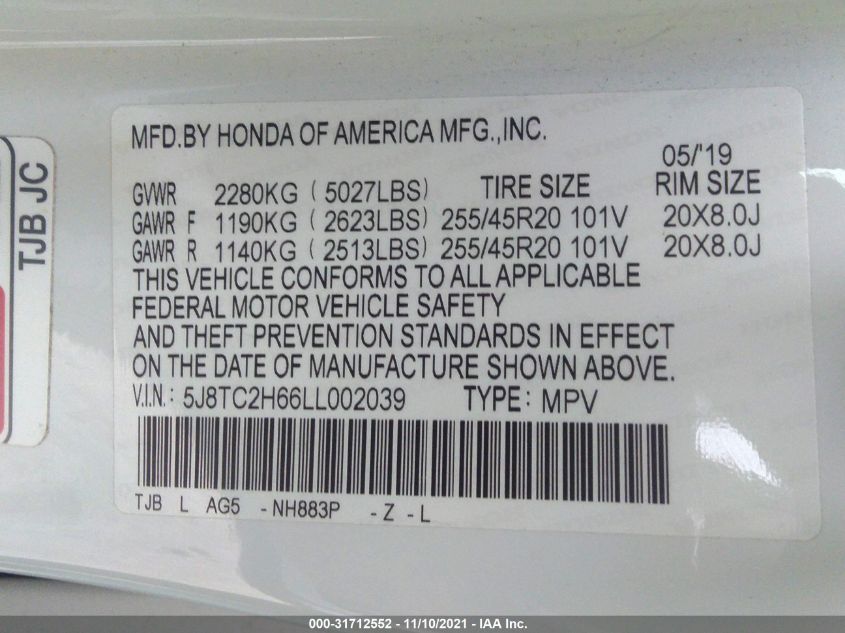 TJB JC
MFD.BY HONDA OF AMERICA MFG.,INC.
05/'19
GVWR 2280KG ( 5027LBS) TIRE SIZE RIM SIZE
GAWR F 1190KG ( 2623LBS) 255/45R20 101V 20X8.0J
GAWR R 1140KG ( 2513LBS) 255/45R20 101V 20X8.0J
THIS VEHICLE CONFORMS TO ALL APPLICABLE
FEDERAL MOTOR VEHICLE SAFETY
AND THEFT PREVENTION STANDARDS IN EFFECT
ON THE DATE OF MANUFACTURE SHOWN ABOVE.
V.I.N.: 5J8TC2H66LL002039 TYPE: MPV
TJB L AG5 -NH883P -Z -L
000-31712552 - 11/10/2021 - IAA Inc.